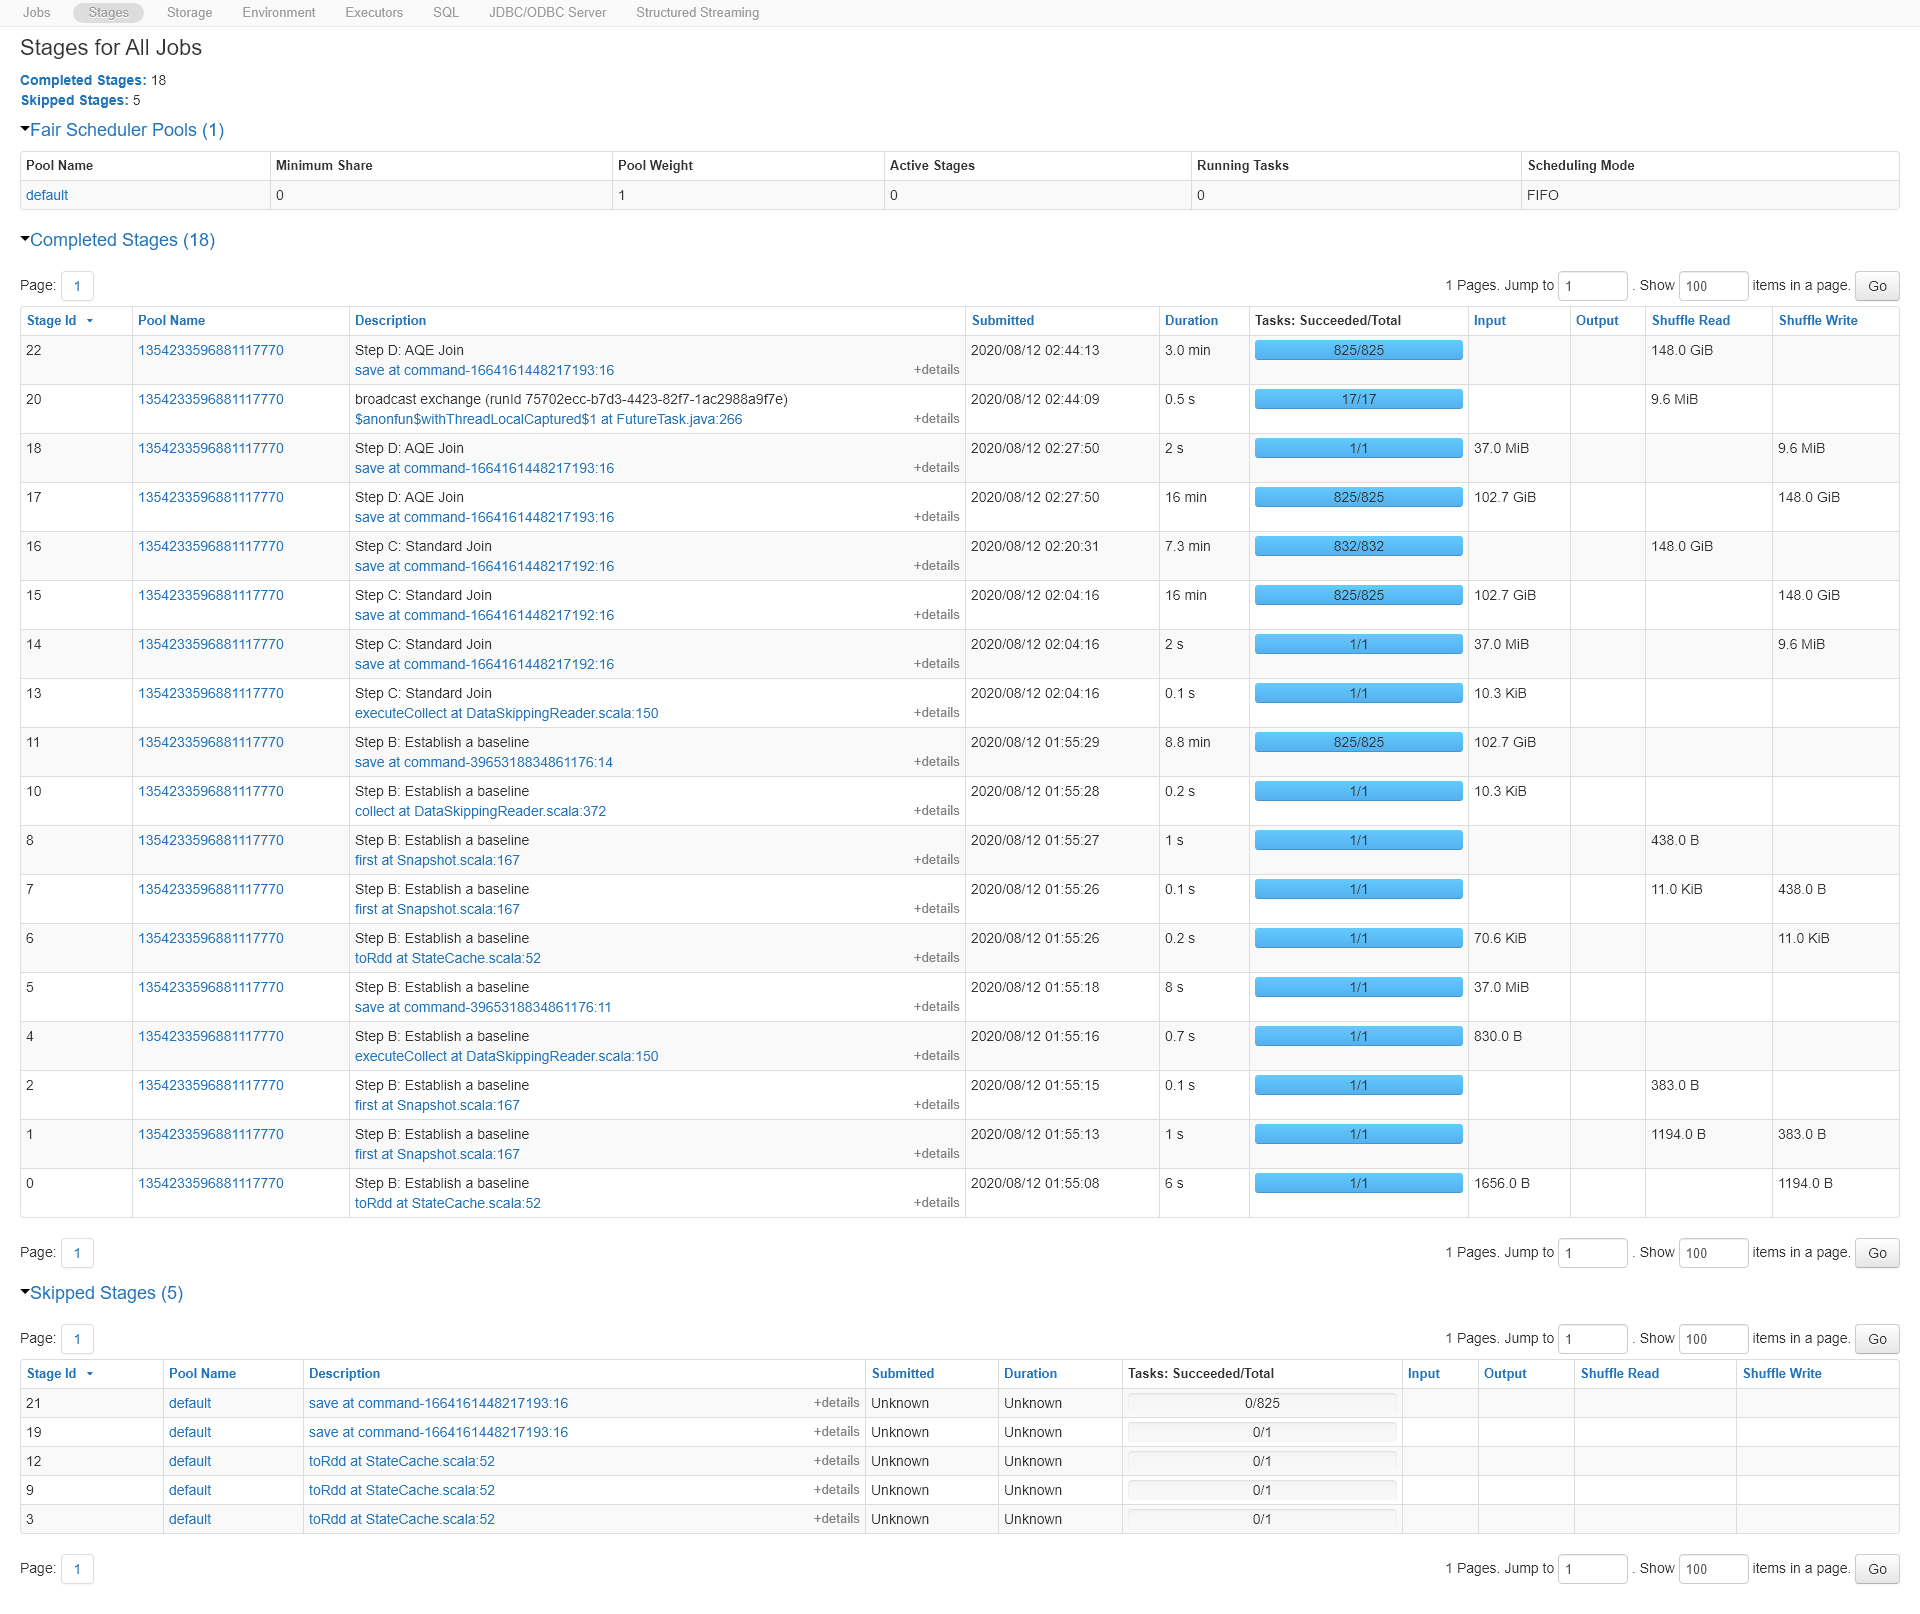 Jobs Stages Storage Environment Executors SQL JDBC/ODBC Server Structured Streaming
Stages for All Jobs
Completed Stages: 18
Skipped Stages: 5
Fair Scheduler Pools (1)
Pool Name Minimum Share Pool Weight Active Stages Running Tasks Scheduling Mode
default 0 1 0 0 FIFO
Completed Stages (18)
Page: 1 1 Pages. Jump to 1 . Show 100 items in a page. Go
Stage Id Pool Name Description Submitted Duration Tasks: Succeeded/Total Input Output Shuffle Read Shuffle Write
22 1354233596881117770 Step D: AQE Join 2020/08/12 02:44:13 3.0 min 825/825 148.0 GiB
save at command-1664161448217193:16 +details
20 1354233596881117770 broadcast exchange (runId 75702ecc-b7d3-4423-82f7-1ac2988a9f7e) 2020/08/12 02:44:09 0.5 s 17/17 9.6 MiB
$anonfun$withThreadLocalCaptured$1 at FutureTask.java:266 +details
18 1354233596881117770 Step D: AQE Join 2020/08/12 02:27:50 2 s 1/1 37.0 MiB 9.6 MiB
save at command-1664161448217193:16 +details
17 1354233596881117770 Step D: AQE Join 2020/08/12 02:27:50 16 min 825/825 102.7 GiB 148.0 GiB
save at command-1664161448217193:16 +details
16 1354233596881117770 Step C: Standard Join 2020/08/12 02:20:31 7.3 min 832/832 148.0 GiB
save at command-1664161448217192:16 +details
15 1354233596881117770 Step C: Standard Join 2020/08/12 02:04:16 16 min 825/825 102.7 GiB 148.0 GiB
save at command-1664161448217192:16 +details
14 1354233596881117770 Step C: Standard Join 2020/08/12 02:04:16 2 s 1/1 37.0 MiB 9.6 MiB
save at command-1664161448217192:16 +details
13 1354233596881117770 Step C: Standard Join 2020/08/12 02:04:16 0.1 s 1/1 10.3 KiB
executeCollect at DataSkippingReader.scala:150 +details
11 1354233596881117770 Step B: Establish a baseline 2020/08/12 01:55:29 8.8 min 825/825 102.7 GiB
save at command-3965318834861176:14 +details
10 1354233596881117770 Step B: Establish a baseline 2020/08/12 01:55:28 0.2 s 1/1 10.3 KiB
collect at DataSkippingReader.scala:372 +details
8 1354233596881117770 Step B: Establish a baseline 2020/08/12 01:55:27 1 s 1/1 438.0 B
first at Snapshot.scala:167 +details
7 1354233596881117770 Step B: Establish a baseline 2020/08/12 01:55:26 0.1 s 1/1 11.0 KiB 438.0 B
first at Snapshot.scala:167 +details
6 1354233596881117770 Step B: Establish a baseline 2020/08/12 01:55:26 0.2 s 1/1 70.6 KiB 11.0 KiB
toRdd at StateCache.scala:52 +details
5 1354233596881117770 Step B: Establish a baseline 2020/08/12 01:55:18 8 s 1/1 37.0 MiB
save at command-3965318834861176:11 +details
4 1354233596881117770 Step B: Establish a baseline 2020/08/12 01:55:16 0.7 s 1/1 830.0 B
executeCollect at DataSkippingReader.scala:150 +details
2 1354233596881117770 Step B: Establish a baseline 2020/08/12 01:55:15 0.1 s 1/1 383.0 B
first at Snapshot.scala:167 +details
1 1354233596881117770 Step B: Establish a baseline 2020/08/12 01:55:13 1 s 1/1 1194.0 B 383.0 B
first at Snapshot.scala:167 +details
0 1354233596881117770 Step B: Establish a baseline 2020/08/12 01:55:08 6 s 1/1 1656.0 B 1194.0 B
toRdd at StateCache.scala:52 +details
Page: 1 1 Pages. Jump to 1 . Show 100 items in a page. Go
Skipped Stages (5)
Page: 1 1 Pages. Jump to 1 . Show 100 items in a page. Go
Stage Id Pool Name Description Submitted Duration Tasks: Succeeded/Total Input Output Shuffle Read Shuffle Write
21 default save at command-1664161448217193:16 +details Unknown Unknown 0/825
19 default save at command-1664161448217193:16 +details Unknown Unknown 0/1
12 default toRdd at StateCache.scala:52 +details Unknown Unknown 0/1
9 default toRdd at StateCache.scala:52 +details Unknown Unknown 0/1
3 default toRdd at StateCache.scala:52 +details Unknown Unknown 0/1
Page: 1 1 Pages. Jump to 1 . Show 100 items in a page. Go